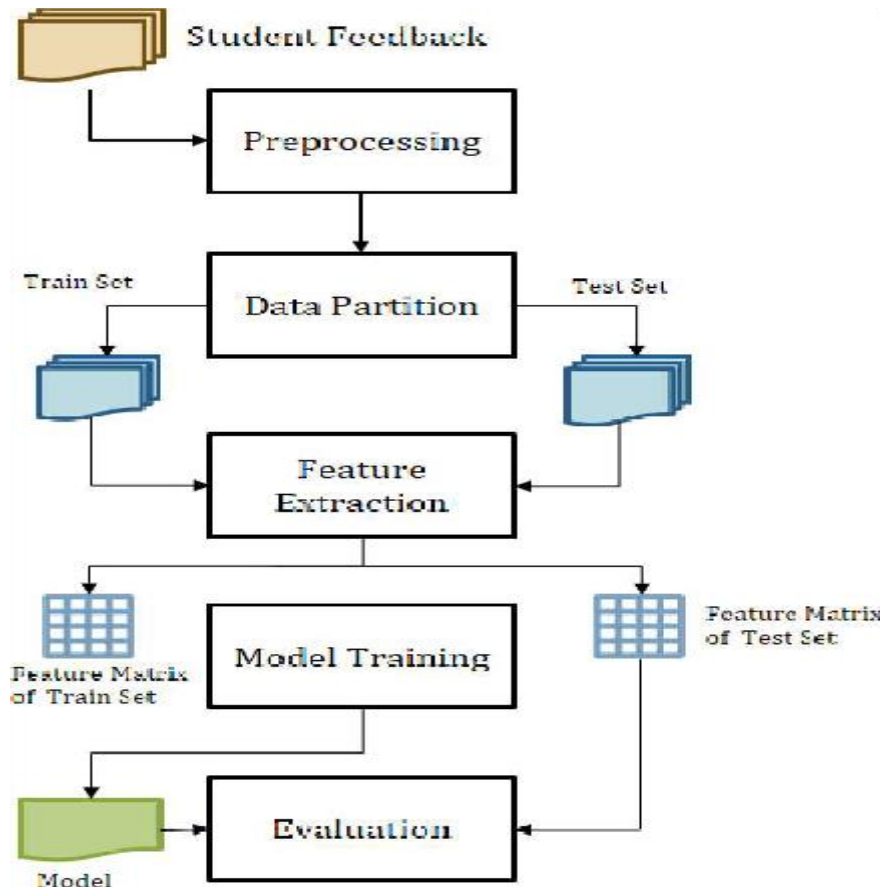 Student Feedback
Preprocessing
Train Set
Test Set
Data Partition
Feature
Extraction
Feature Matrix
of Train Set
Model Training
Feature Matrix
of Test Set
Evaluation
Model